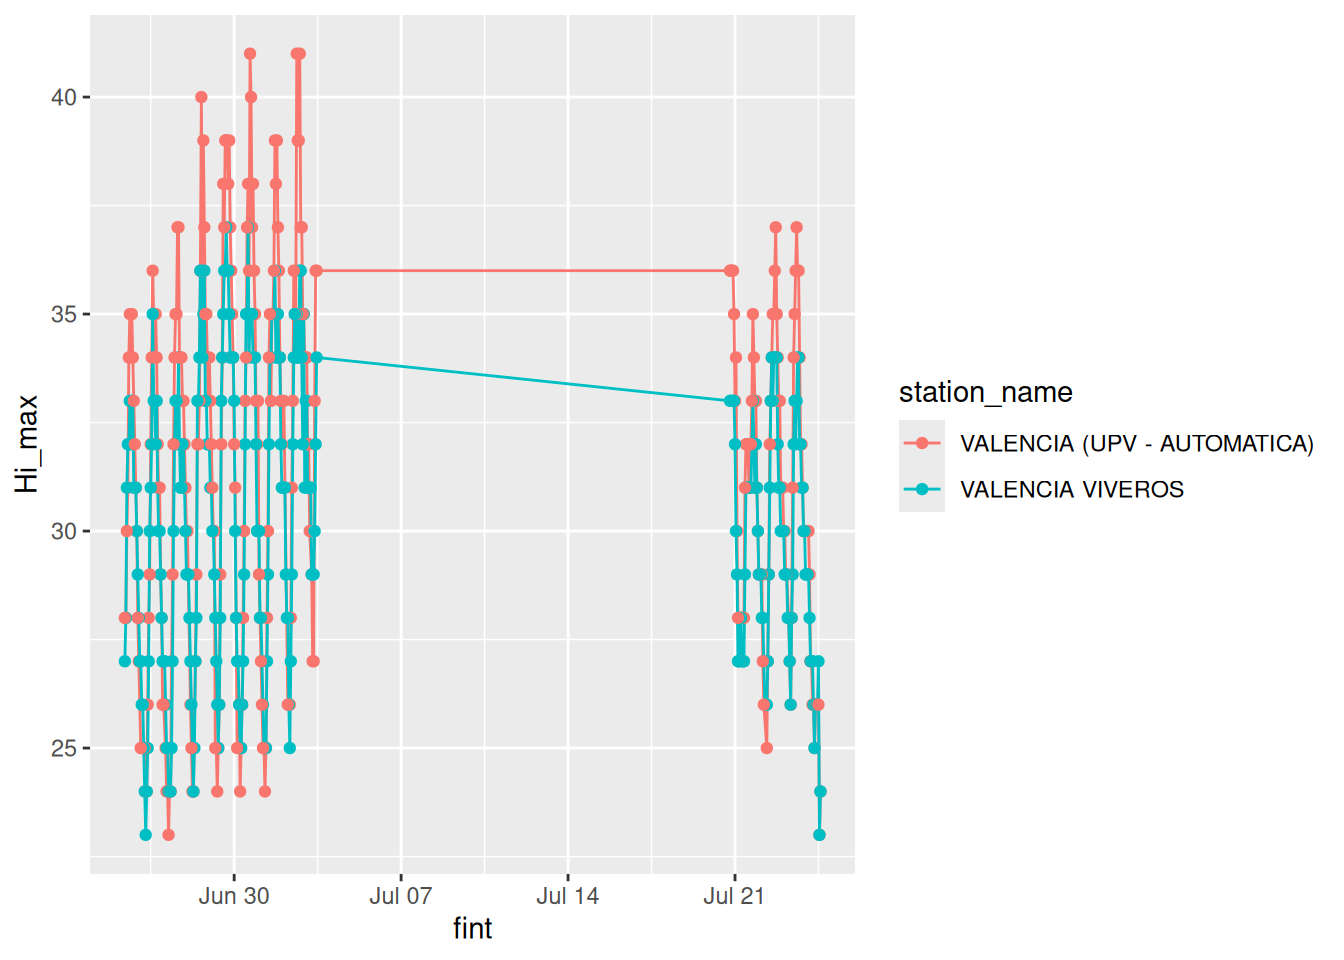 40
35
30
25
Hi_max
Jun 30
Jul 07
Jul 14
Jul 21
fint
station_name
VALENCIA (UPV - AUTOMATICA)
VALENCIA VIVEROS